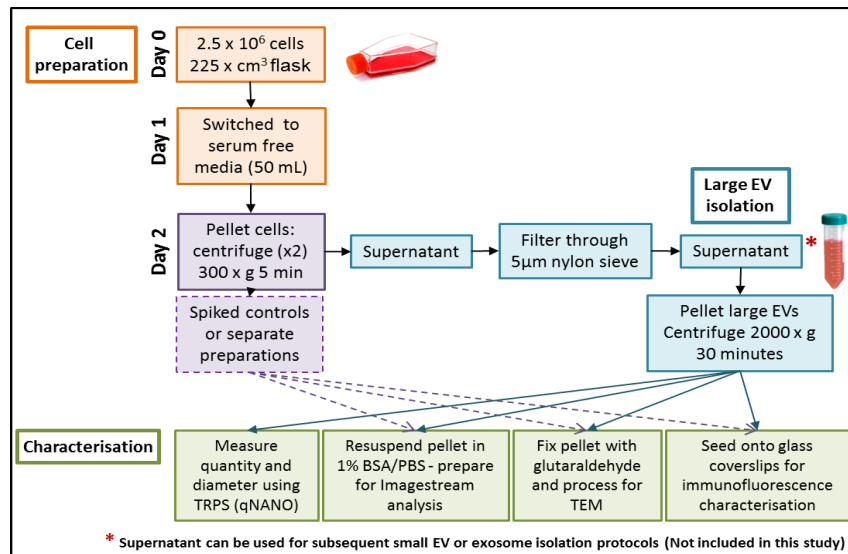 Cell
preparation
Day 0
2.5 x 10⁶ cells
225 x cm³ flask
Day 1
Switched to
serum free
media (50 mL)
Large EV
isolation
Day 2
Pellet cells:
centrifuge (x2)
300 x g 5 min
Supernatant
Filter through
5µm nylon sieve
Supernatant
*
Spiked controls
or separate
preparations
Pellet large EVs
Centrifuge 2000 x g
30 minutes
Characterisation
Measure
quantity and
diameter using
TRPS (qNANO)
Resuspend pellet in
1% BSA/PBS - prepare
for Imagestream
analysis
Fix pellet with
glutaraldehyde
and process for
TEM
Seed onto glass
coverslips for
immunofluorescence
characterisation
* Supernatant can be used for subsequent small EV or exosome isolation protocols (Not included in this study)